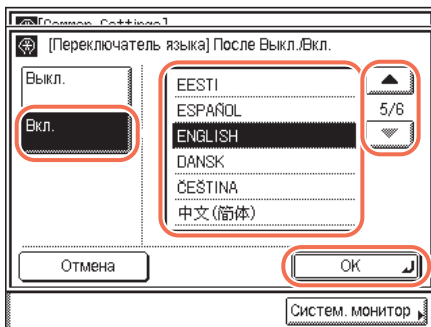 [Common Settings]
[Переключатель языка] После Выкл./Вкл.
Выкл.
Вкл.
EESTI
ESPAÑOL
ENGLISH
DANSK
ČEŠTINA
中文(简体)
5/6
Отмена
OK
Систем. монитор